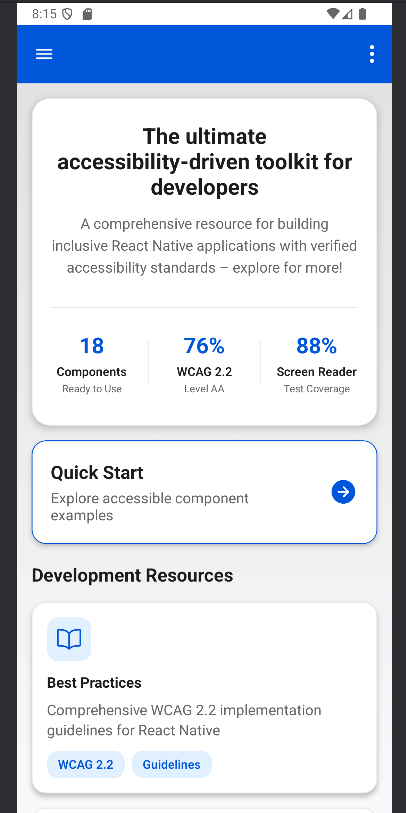 8:15
The ultimate
accessibility-driven toolkit for
developers
A comprehensive resource for building
inclusive React Native applications with verified
accessibility standards – explore for more!
18
Components
Ready to Use
76%
WCAG 2.2
Level AA
88%
Screen Reader
Test Coverage
Quick Start
Explore accessible component
examples
Development Resources
Best Practices
Comprehensive WCAG 2.2 implementation
guidelines for React Native
WCAG 2.2
Guidelines